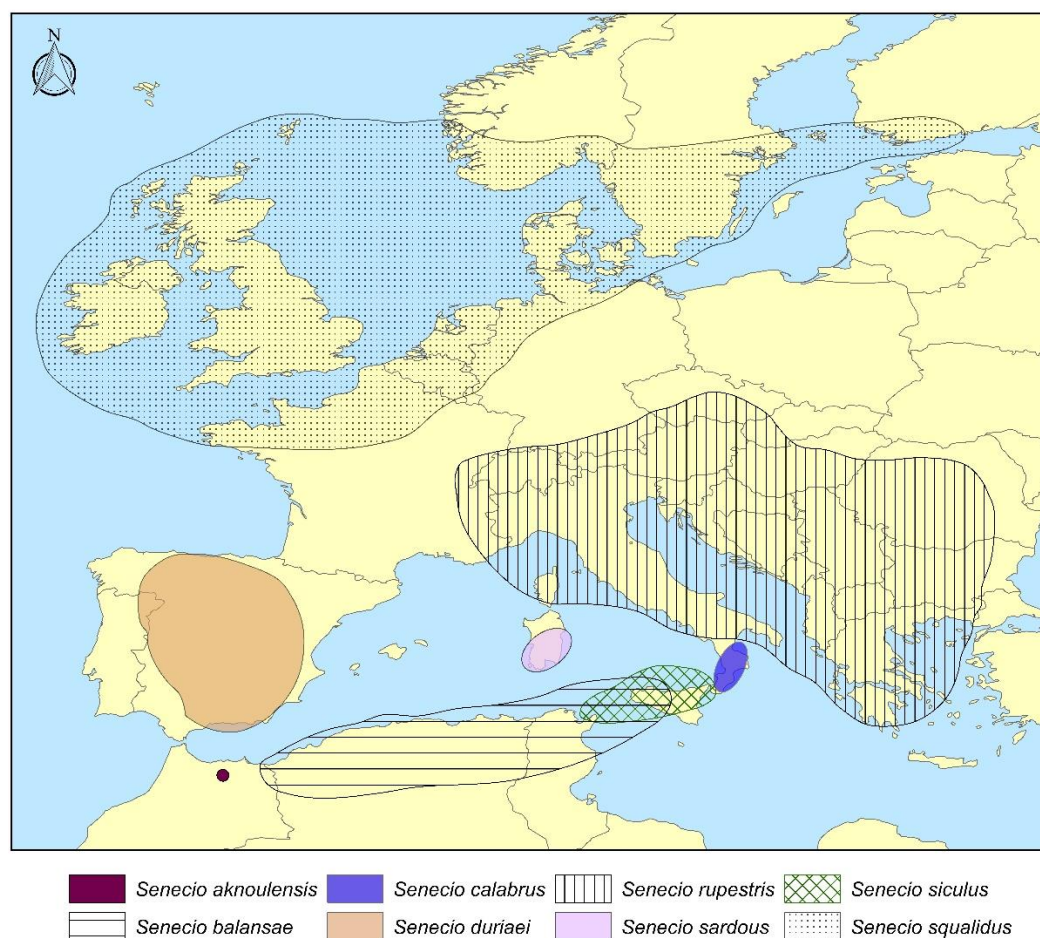 N
Senecio aknoulensis Senecio calabrus Senecio rupestris Senecio siculus
Senecio balansae Senecio duriaei Senecio sardous Senecio squalidus